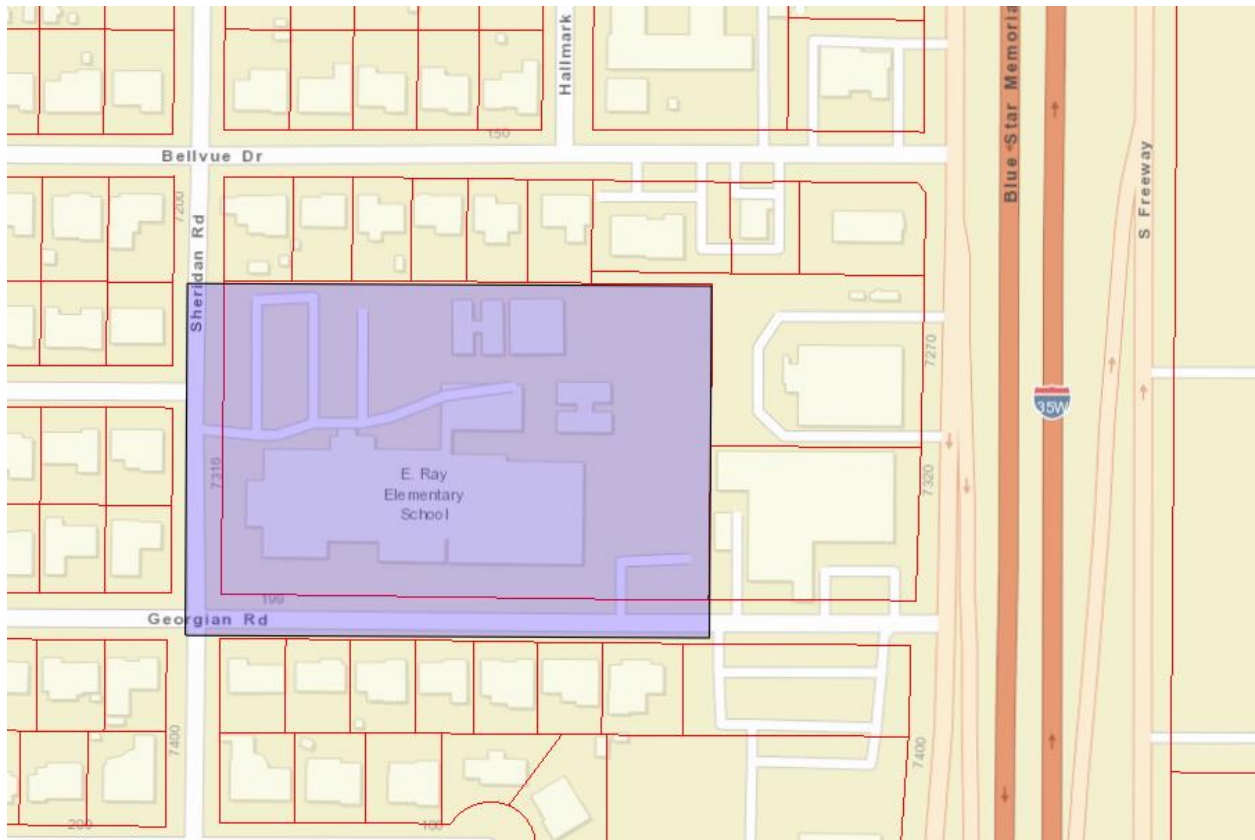 Hallmark
Blue Star Memoria
150
Bellvue Dr
7200
Sheridan Rd
S Freeway
7270
35W
7316
E. Ray
Elementary
School
7320
199
Georgian Rd
7400
7400
200
100